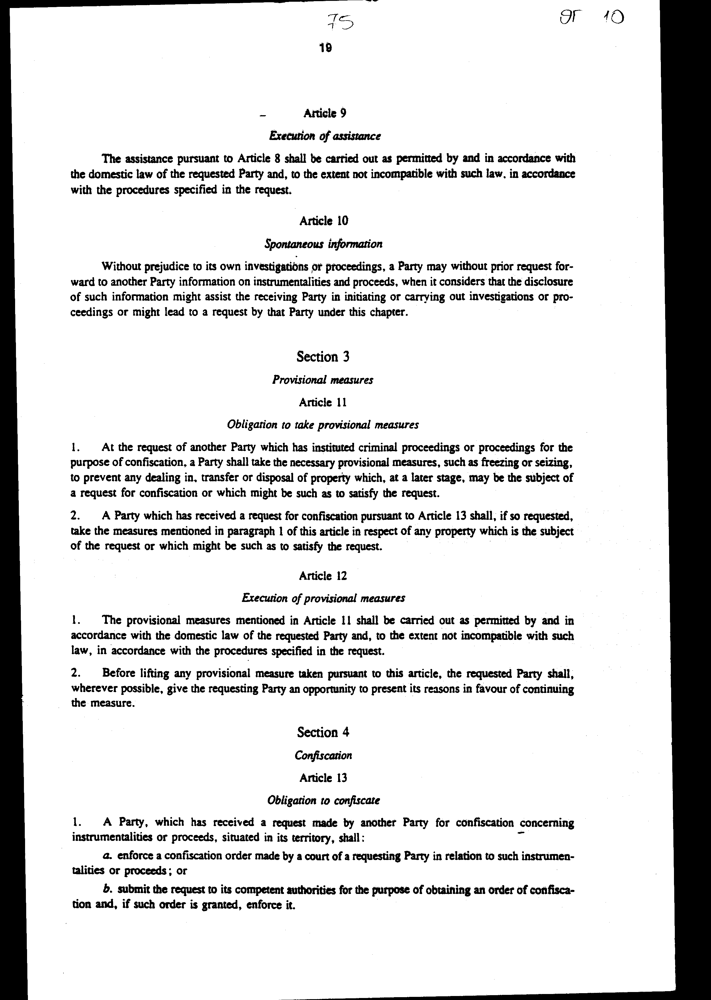 75
10
19
Article 9
Execution of assistance
The assistance pursuant to Article 8 shall be carried out as permitted by and in accordance with
the domestic law of the requested Party and, to the extent not incompatible with such law, in accordance
with the procedures specified in the request.
Article 10
Spontaneous information
Without prejudice to its own investigations or proceedings, a Party may without prior request for-
ward to another Party information on instrumentalities and proceeds, when it considers that the disclosure
of such information might assist the receiving Party in initiating or carrying out investigations or pro-
ceedings or might lead to a request by that Party under this chapter.
Section 3
Provisional measures
Article 11
Obligation to take provisional measures
1. At the request of another Party which has instituted criminal proceedings or proceedings for the
purpose of confiscation, a Party shall take the necessary provisional measures, such as freezing or seizing,
to prevent any dealing in, transfer or disposal of property which, at a later stage, may be the subject of
a request for confiscation or which might be such as to satisfy the request.
2. A Party which has received a request for confiscation pursuant to Article 13 shall, if so requested,
take the measures mentioned in paragraph 1 of this article in respect of any property which is the subject
of the request or which might be such as to satisfy the request.
Article 12
Execution of provisional measures
1. The provisional measures mentioned in Article 11 shall be carried out as permitted by and in
accordance with the domestic law of the requested Party and, to the extent not incompatible with such
law, in accordance with the procedures specified in the request.
2. Before lifting any provisional measure taken pursuant to this article, the requested Party shall,
wherever possible, give the requesting Party an opportunity to present its reasons in favour of continuing
the measure.
Section 4
Confiscation
Article 13
Obligation to confiscate
1. A Party, which has received a request made by another Party for confiscation concerning
instrumentalities or proceeds, situated in its territory, shall:
a. enforce a confiscation order made by a court of a requesting Party in relation to such instrumen-
talities or proceeds; or
b. submit the request to its competent authorities for the purpose of obtaining an order of confisca-
tion and, if such order is granted, enforce it.